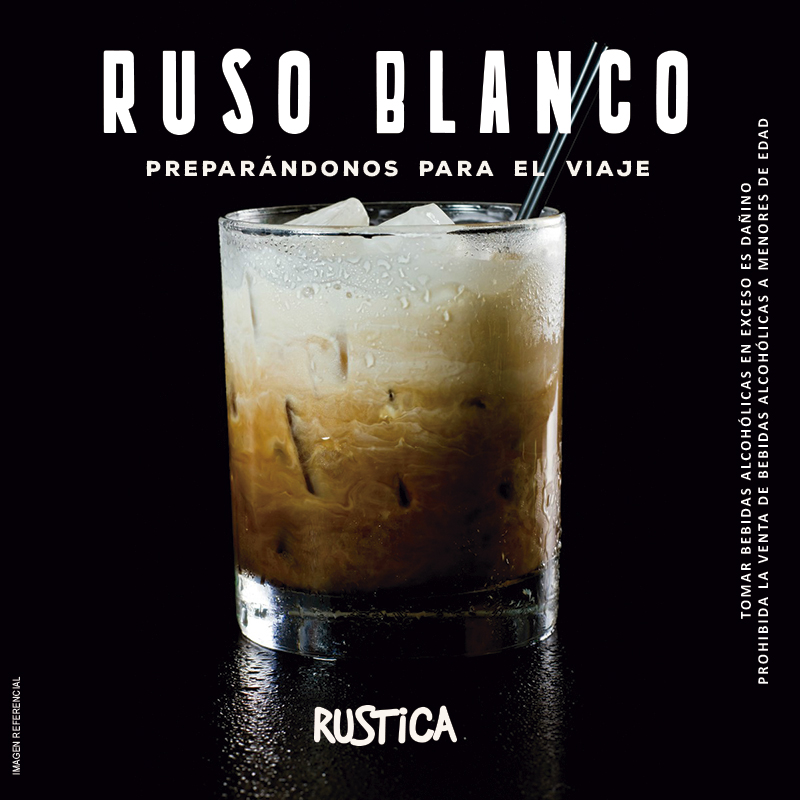 RUSO BLANCO
PREPARÁNDONOS PARA EL VIAJE
TOMAR BEBIDAS ALCOHÓLICAS EN EXCESO ES DAÑINO
PROHIBIDA LA VENTA DE BEBIDAS ALCOHÓLICAS A MENORES DE EDAD
RUSTiCA
IMAGEN REFERENCIAL